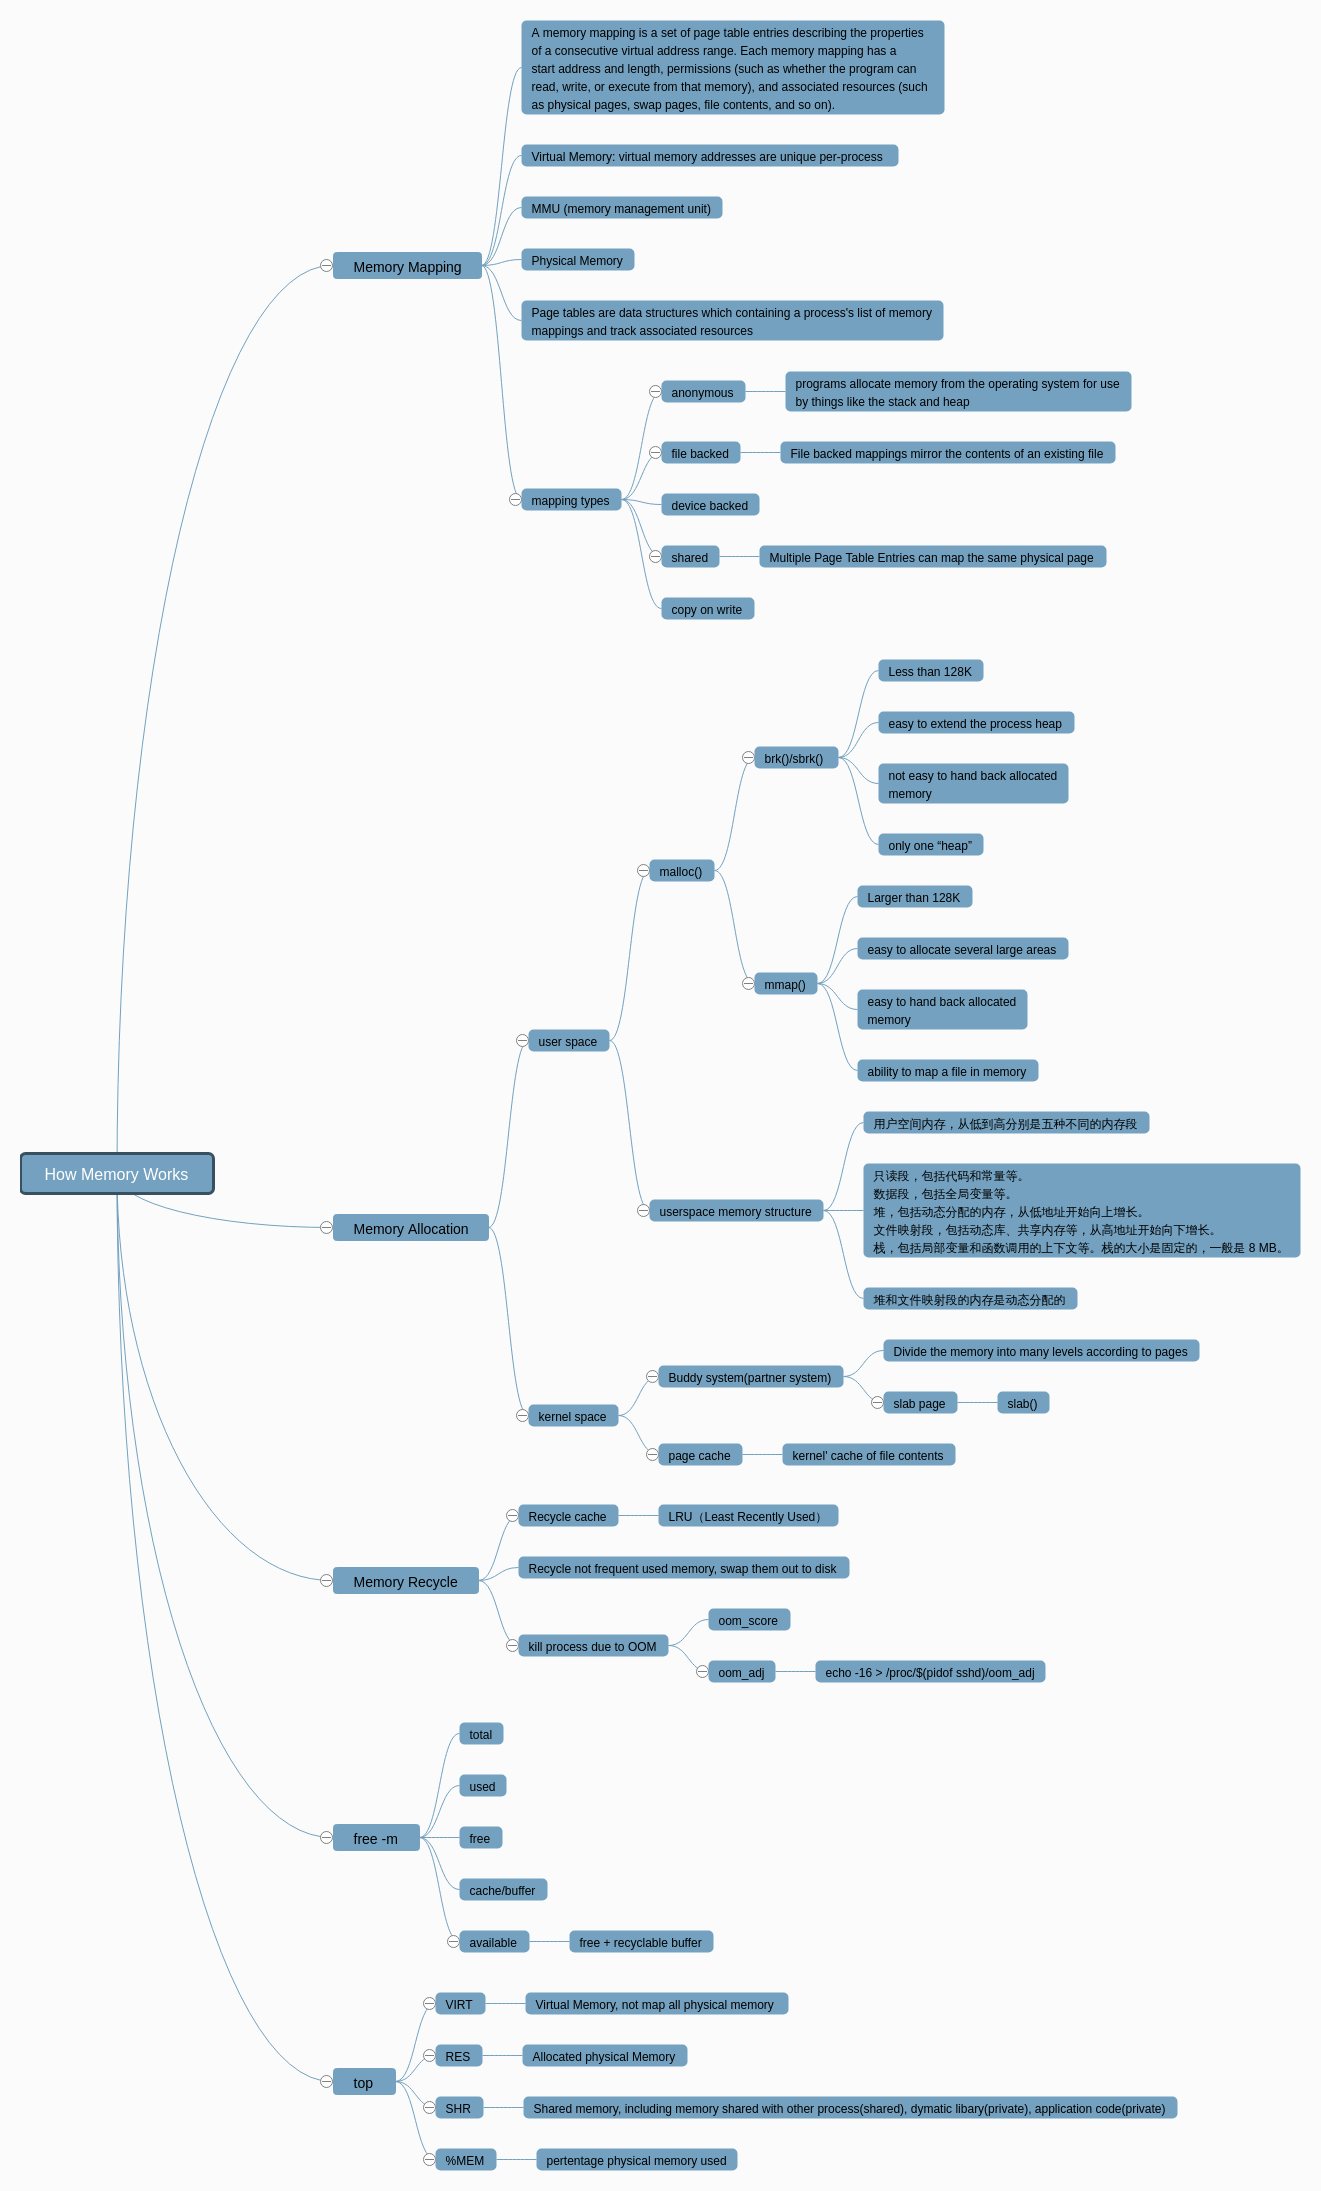 How Memory Works
Memory Mapping
A memory mapping is a set of page table entries describing the properties
of a consecutive virtual address range. Each memory mapping has a
start address and length, permissions (such as whether the program can
read, write, or execute from that memory), and associated resources (such
as physical pages, swap pages, file contents, and so on).
Virtual Memory: virtual memory addresses are unique per-process
MMU (memory management unit)
Physical Memory
Page tables are data structures which containing a process's list of memory
mappings and track associated resources
mapping types
anonymous
programs allocate memory from the operating system for use
by things like the stack and heap
file backed
File backed mappings mirror the contents of an existing file
device backed
shared
Multiple Page Table Entries can map the same physical page
copy on write
Memory Allocation
user space
malloc()
brk()/sbrk()
Less than 128K
easy to extend the process heap
not easy to hand back allocated
memory
only one “heap”
mmap()
Larger than 128K
easy to allocate several large areas
easy to hand back allocated
memory
ability to map a file in memory
userspace memory structure
用户空间内存，从低到高分别是五种不同的内存段
只读段，包括代码和常量等。
数据段，包括全局变量等。
堆，包括动态分配的内存，从低地址开始向上增长。
文件映射段，包括动态库、共享内存等，从高地址开始向下增长。
栈，包括局部变量和函数调用的上下文等。栈的大小是固定的，一般是 8 MB。
堆和文件映射段的内存是动态分配的
kernel space
Buddy system(partner system)
Divide the memory into many levels according to pages
slab page
slab()
page cache
kernel' cache of file contents
Memory Recycle
Recycle cache
LRU（Least Recently Used）
Recycle not frequent used memory, swap them out to disk
kill process due to OOM
oom_score
oom_adj
echo -16 > /proc/$(pidof sshd)/oom_adj
free -m
total
used
free
cache/buffer
available
free + recyclable buffer
top
VIRT
Virtual Memory, not map all physical memory
RES
Allocated physical Memory
SHR
Shared memory, including memory shared with other process(shared), dymatic libary(private), application code(private)
%MEM
pertentage physical memory used